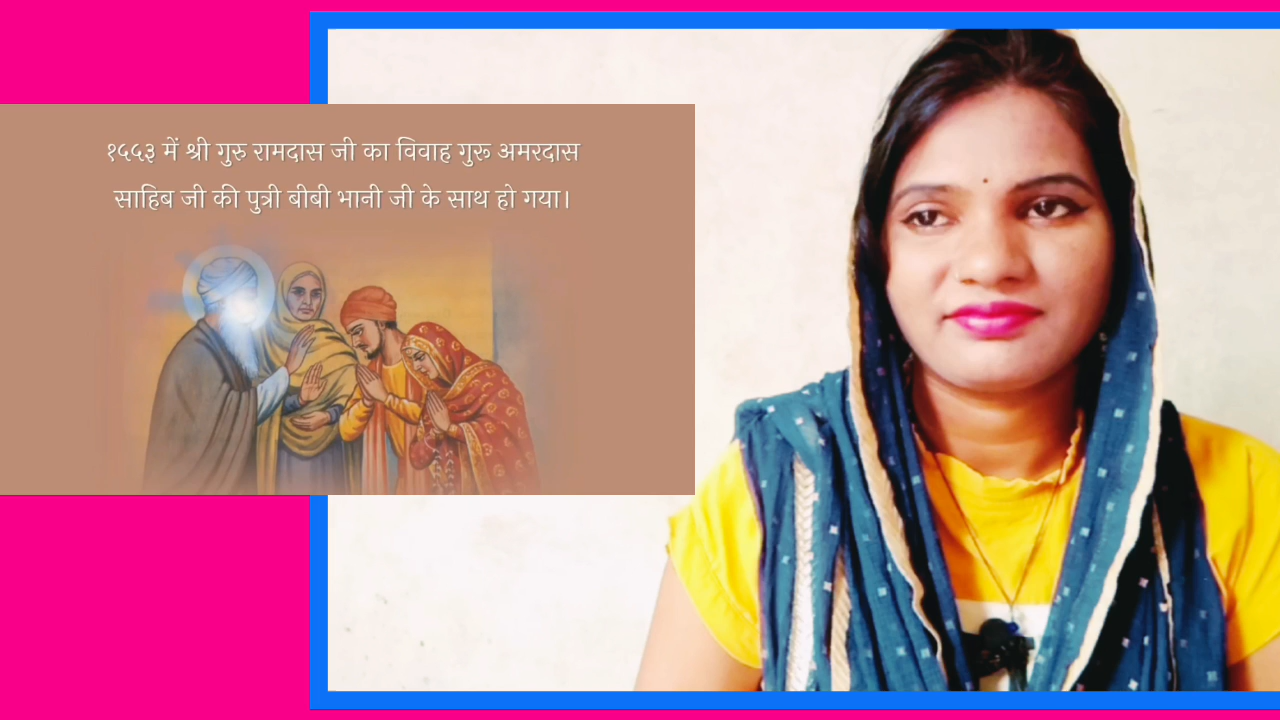 १५५३ में श्री गुरु रामदास जी का विवाह गुरू अमरदास
साहिब जी की पुत्री बीबी भानी जी के साथ हो गया।